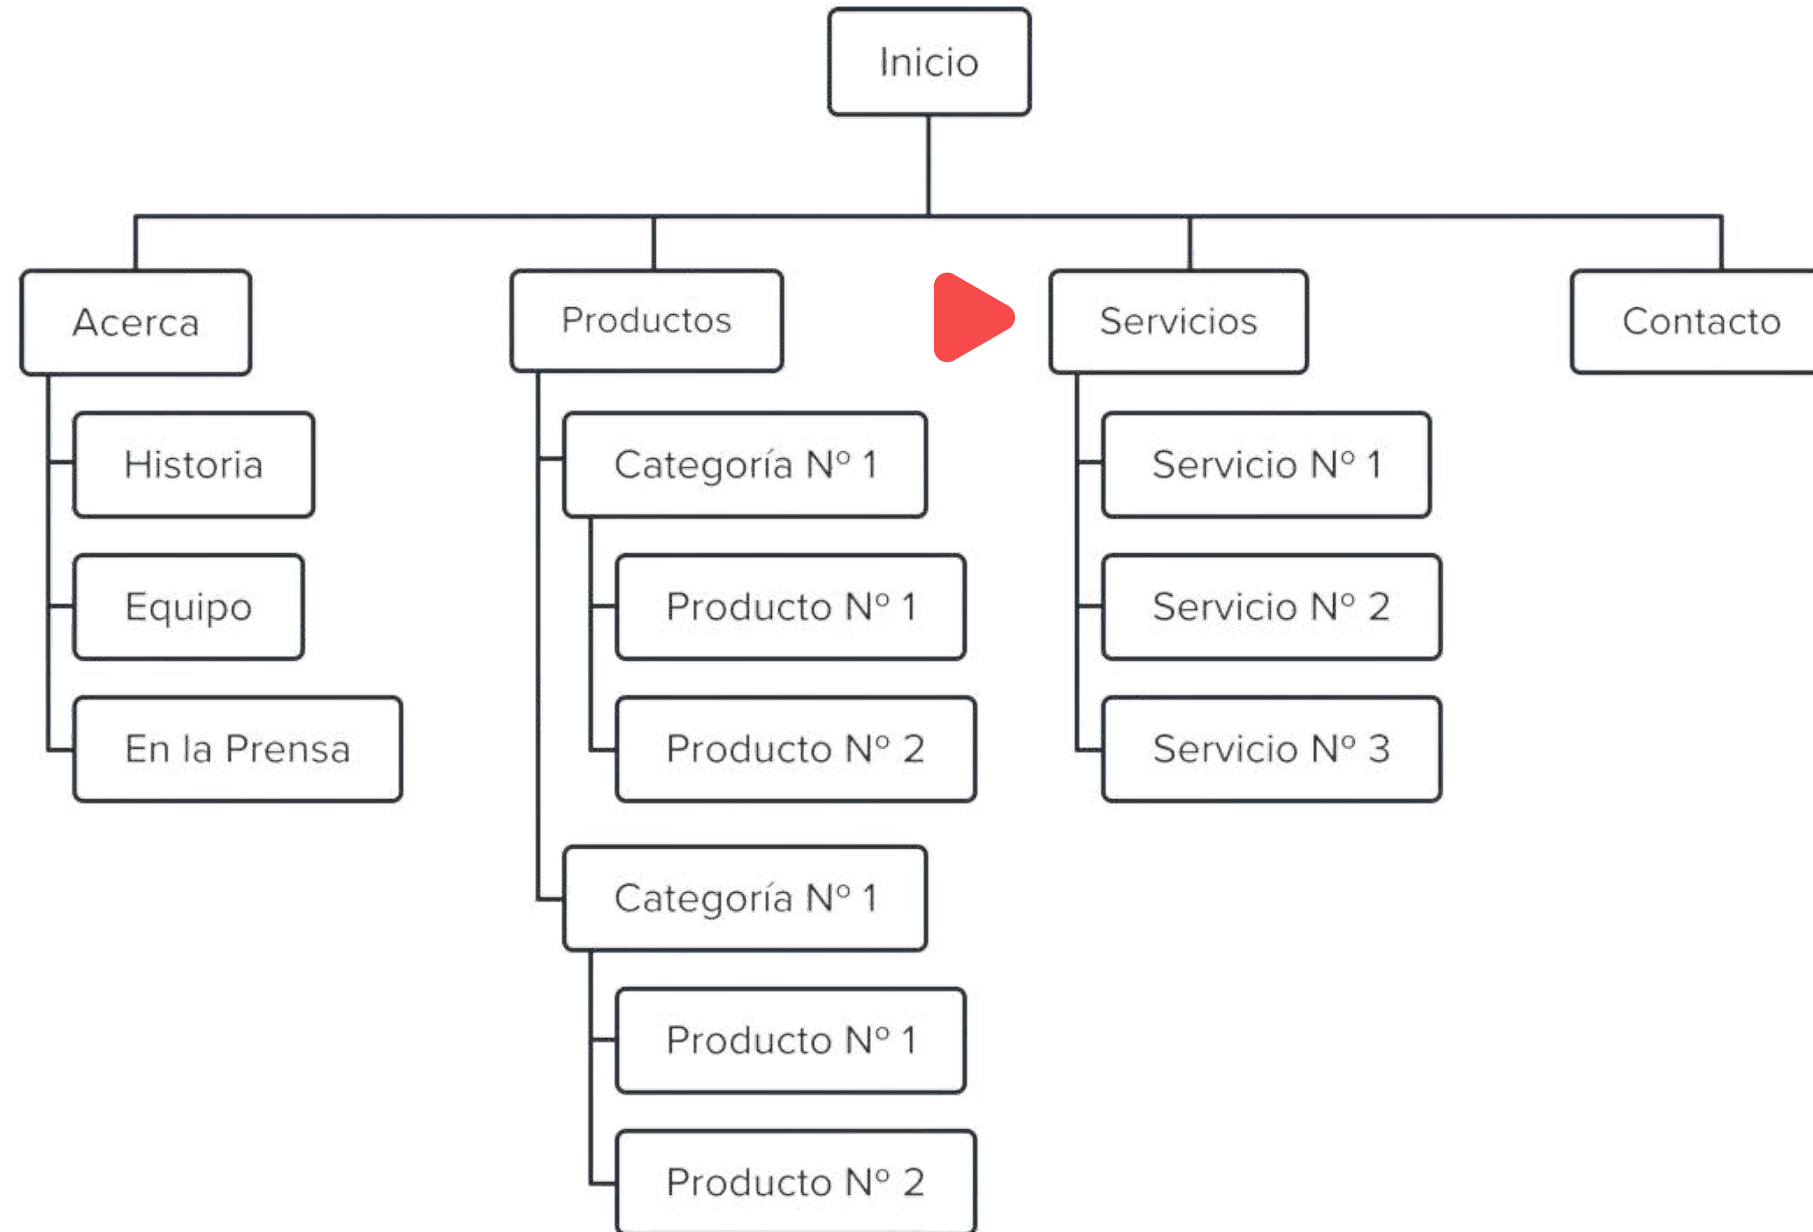 Inicio
Acerca
Historia
Equipo
En la Prensa
Productos
Categoría Nº 1
Producto Nº 1
Producto Nº 2
Categoría Nº 1
Producto Nº 1
Producto Nº 2
Servicios
Servicio Nº 1
Servicio Nº 2
Servicio Nº 3
Contacto